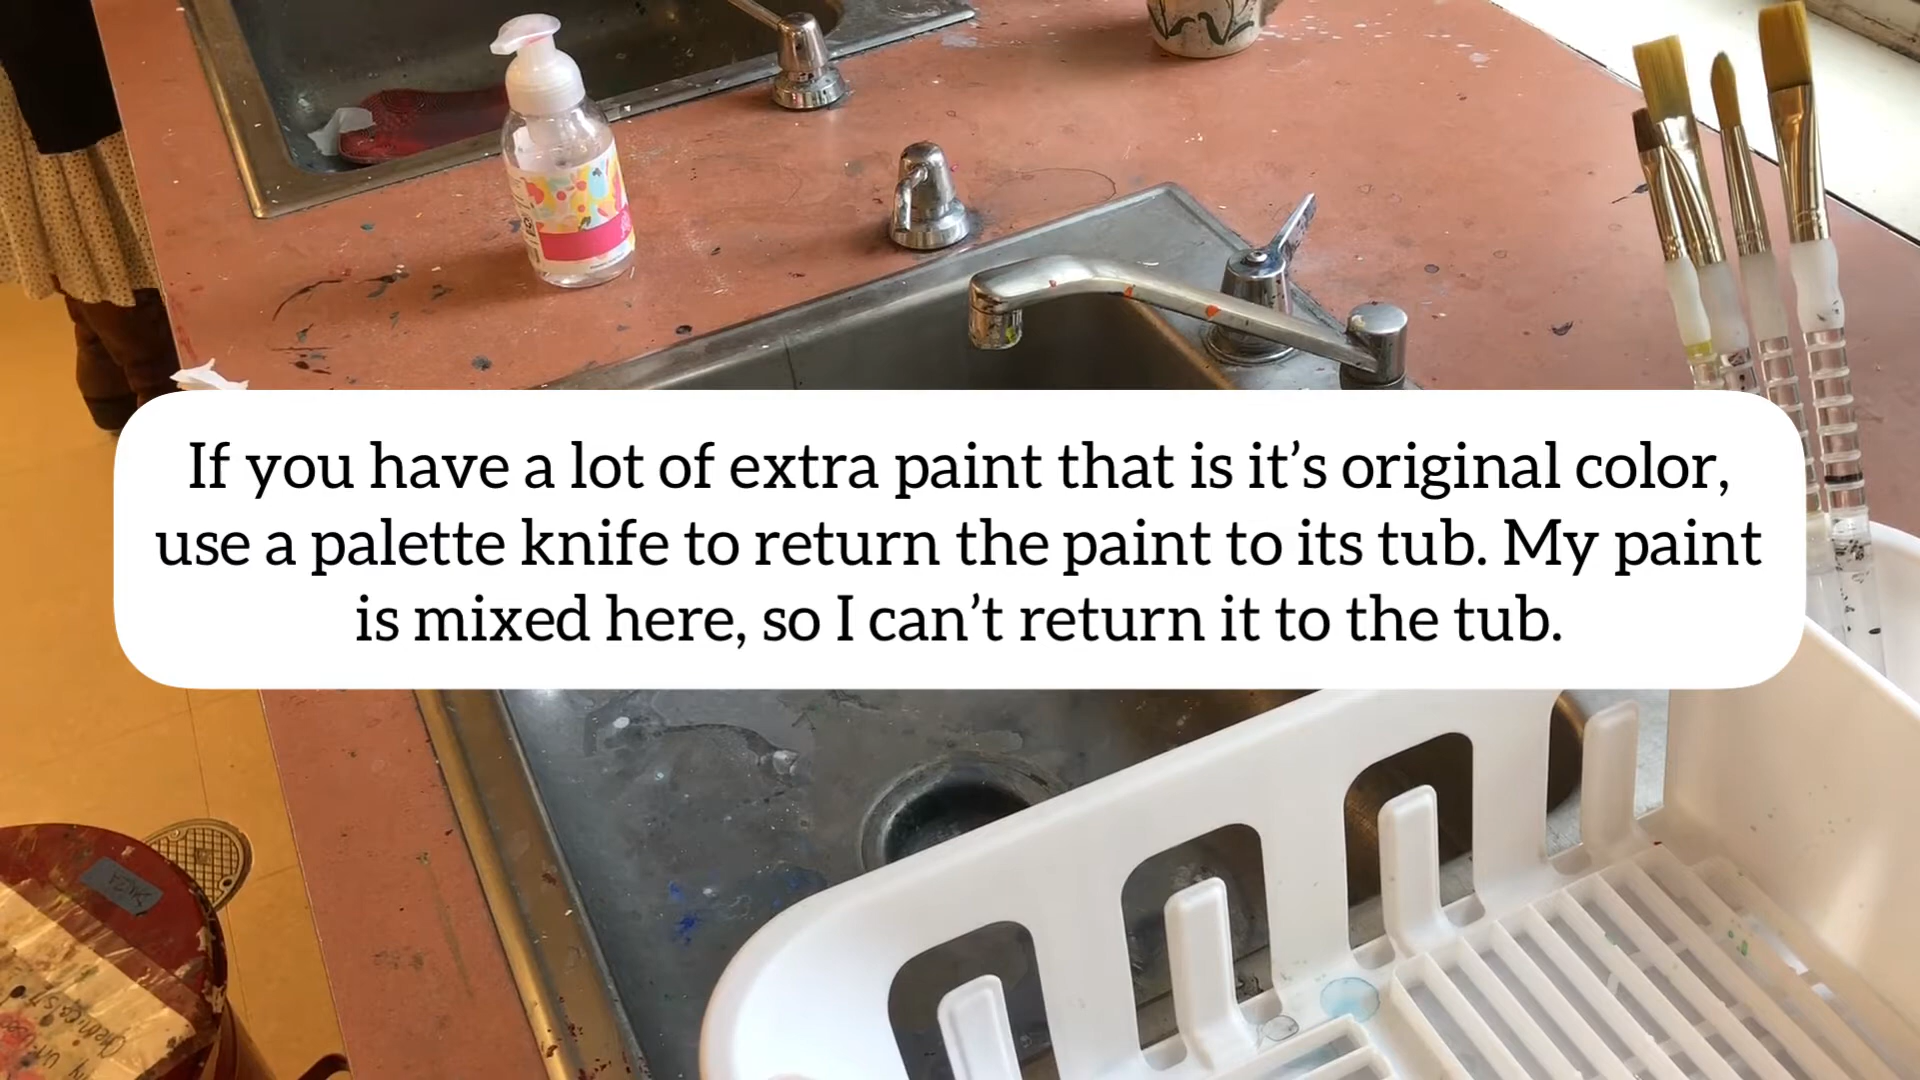 If you have a lot of extra paint that is it’s original color,
use a palette knife to return the paint to its tub. My paint
is mixed here, so I can’t return it to the tub.